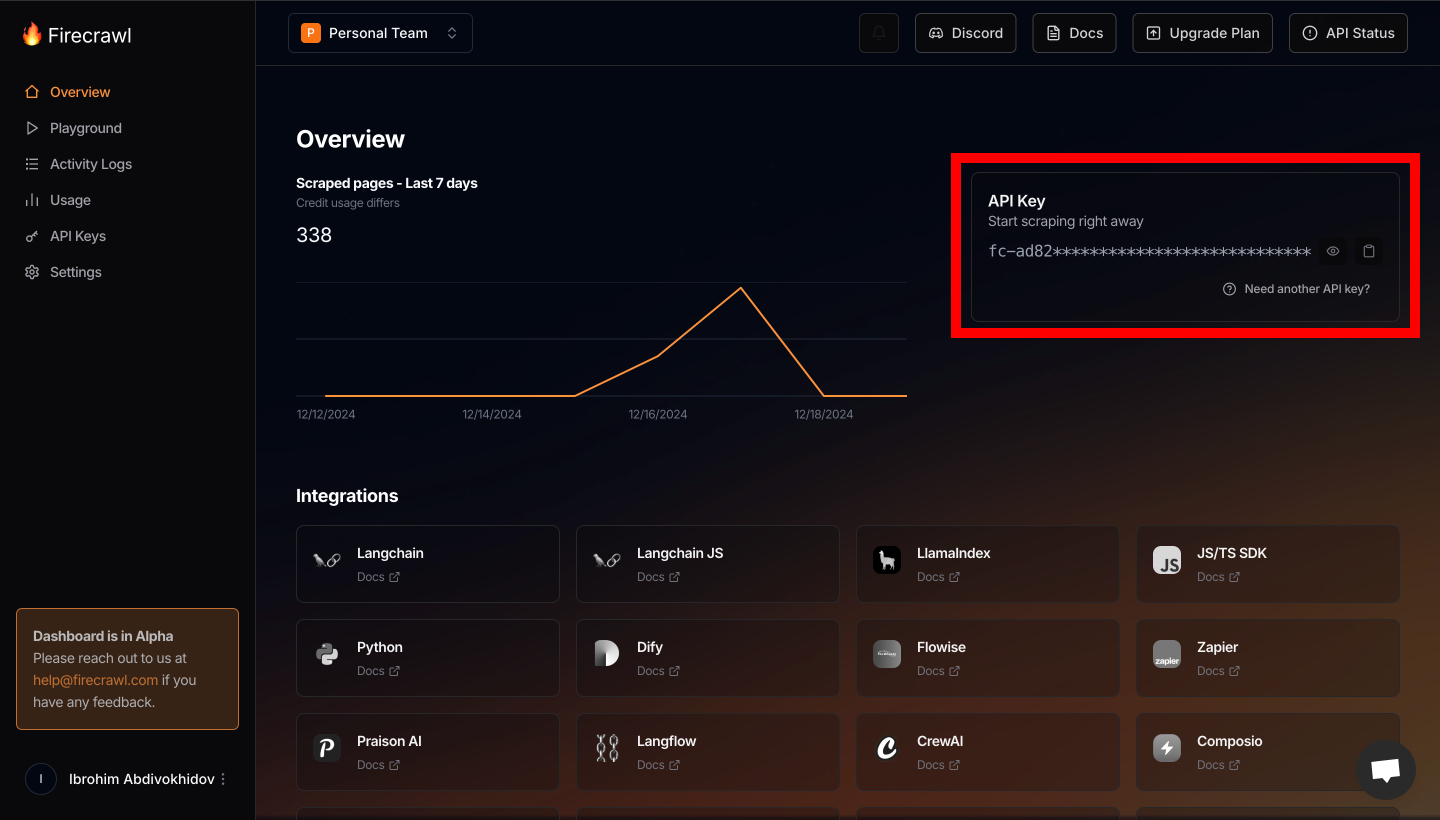 Firecrawl
Overview
Playground
Activity Logs
Usage
API Keys
Settings
Dashboard is in Alpha
Please reach out to us at
help@firecrawl.com if you
have any feedback.
I
Ibrohim Abdivokhidov
P Personal Team
Discord
Docs
Upgrade Plan
API Status
Overview
Scraped pages - Last 7 days
Credit usage differs
338
12/12/2024 12/14/2024 12/16/2024 12/18/2024
API Key
Start scraping right away
fc-ad82****************************
Need another API key?
Integrations
Langchain
Docs
Langchain JS
Docs
LlamaIndex
Docs
JS
JS/TS SDK
Docs
Python
Docs
Dify
Docs
Flowise
Docs
zapier
Zapier
Docs
Praison AI
Docs
Langflow
Docs
CrewAI
Docs
Composio
Docs